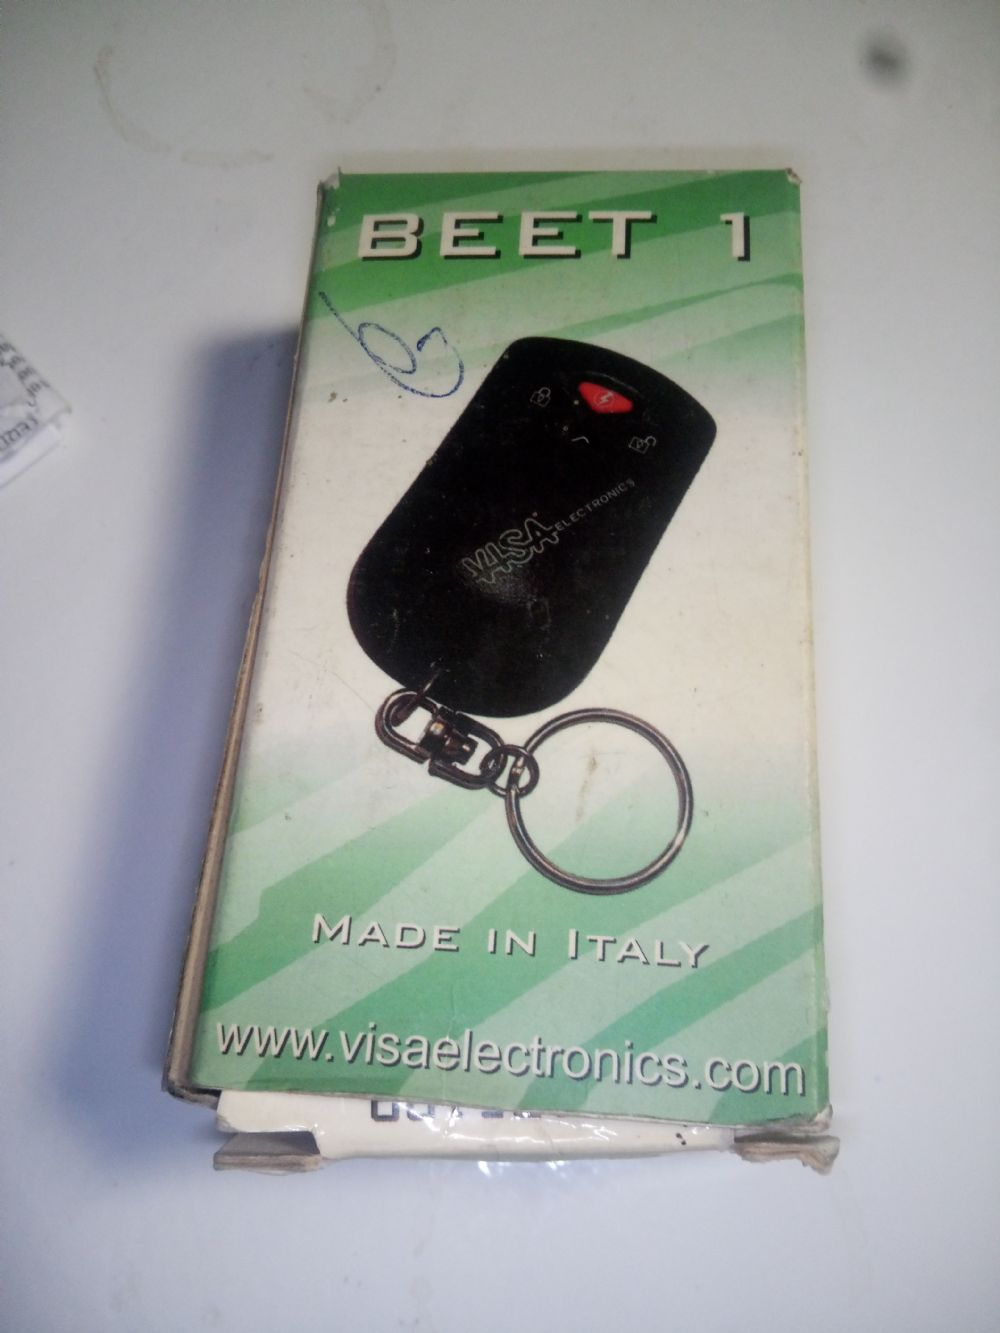 BEET 1
VISA ELECTRONICS
MADE IN ITALY
www.visaelectronics.com